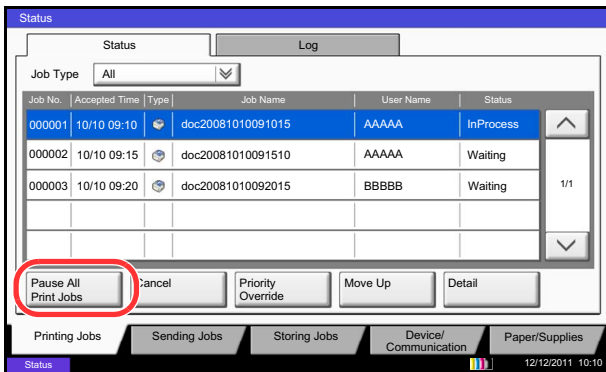 Status
Status Log
Job Type All
Job No. Accepted Time Type Job Name User Name Status
000001 10/10 09:10 doc20081010091015 AAAAA InProcess
000002 10/10 09:15 doc20081010091510 AAAAA Waiting
000003 10/10 09:20 doc20081010092015 BBBBB Waiting
1/1
Pause All
Print Jobs
Cancel
Priority
Override
Move Up
Detail
Printing Jobs
Sending Jobs
Storing Jobs
Device/
Communication
Paper/Supplies
Status 12/12/2011 10:10